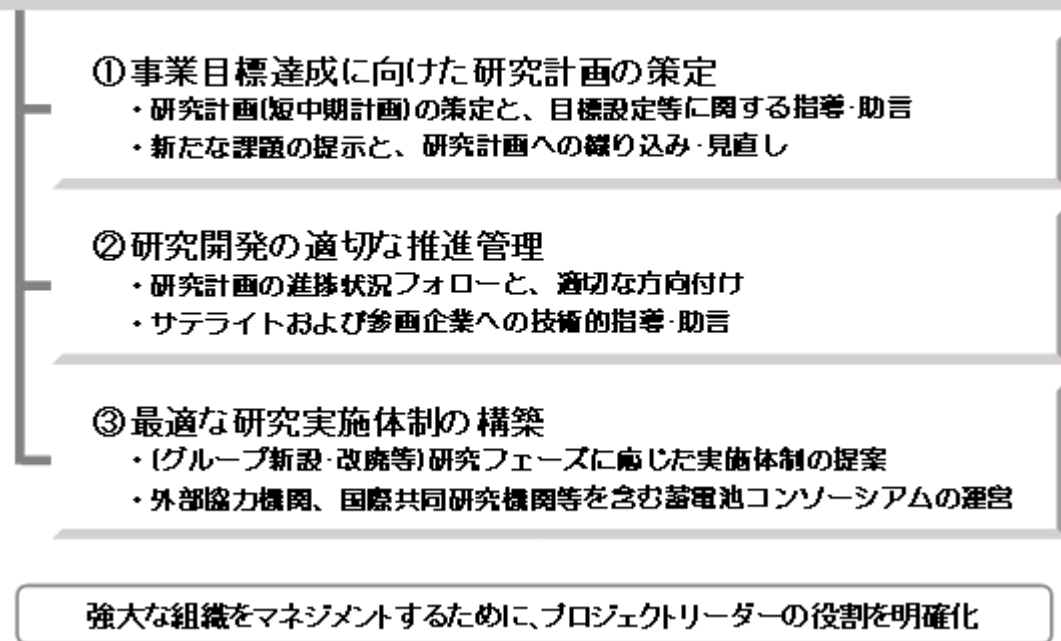 ①事業目標達成に向けた研究計画の策定
・研究計画(短中期計画)の策定と、目標設定等に関する指導·助言
・新たな課題の提示と、研究計画への織り込み·見直し
②研究開発の適切な推進管理
・研究計画の進捗状況フォローと、適切な方向付け
・サテライトおよび参画企業への技術的指導·助言
③最適な研究実施体制の構築
・(グループ新設·改廃等)研究フェーズに応じた実施体制の提案
・外部協力機関、国際共同研究機関等を含む蓄電池コンソーシアムの運営
強大な組織をマネジメントするために、プロジェクトリーダーの役割を明確化